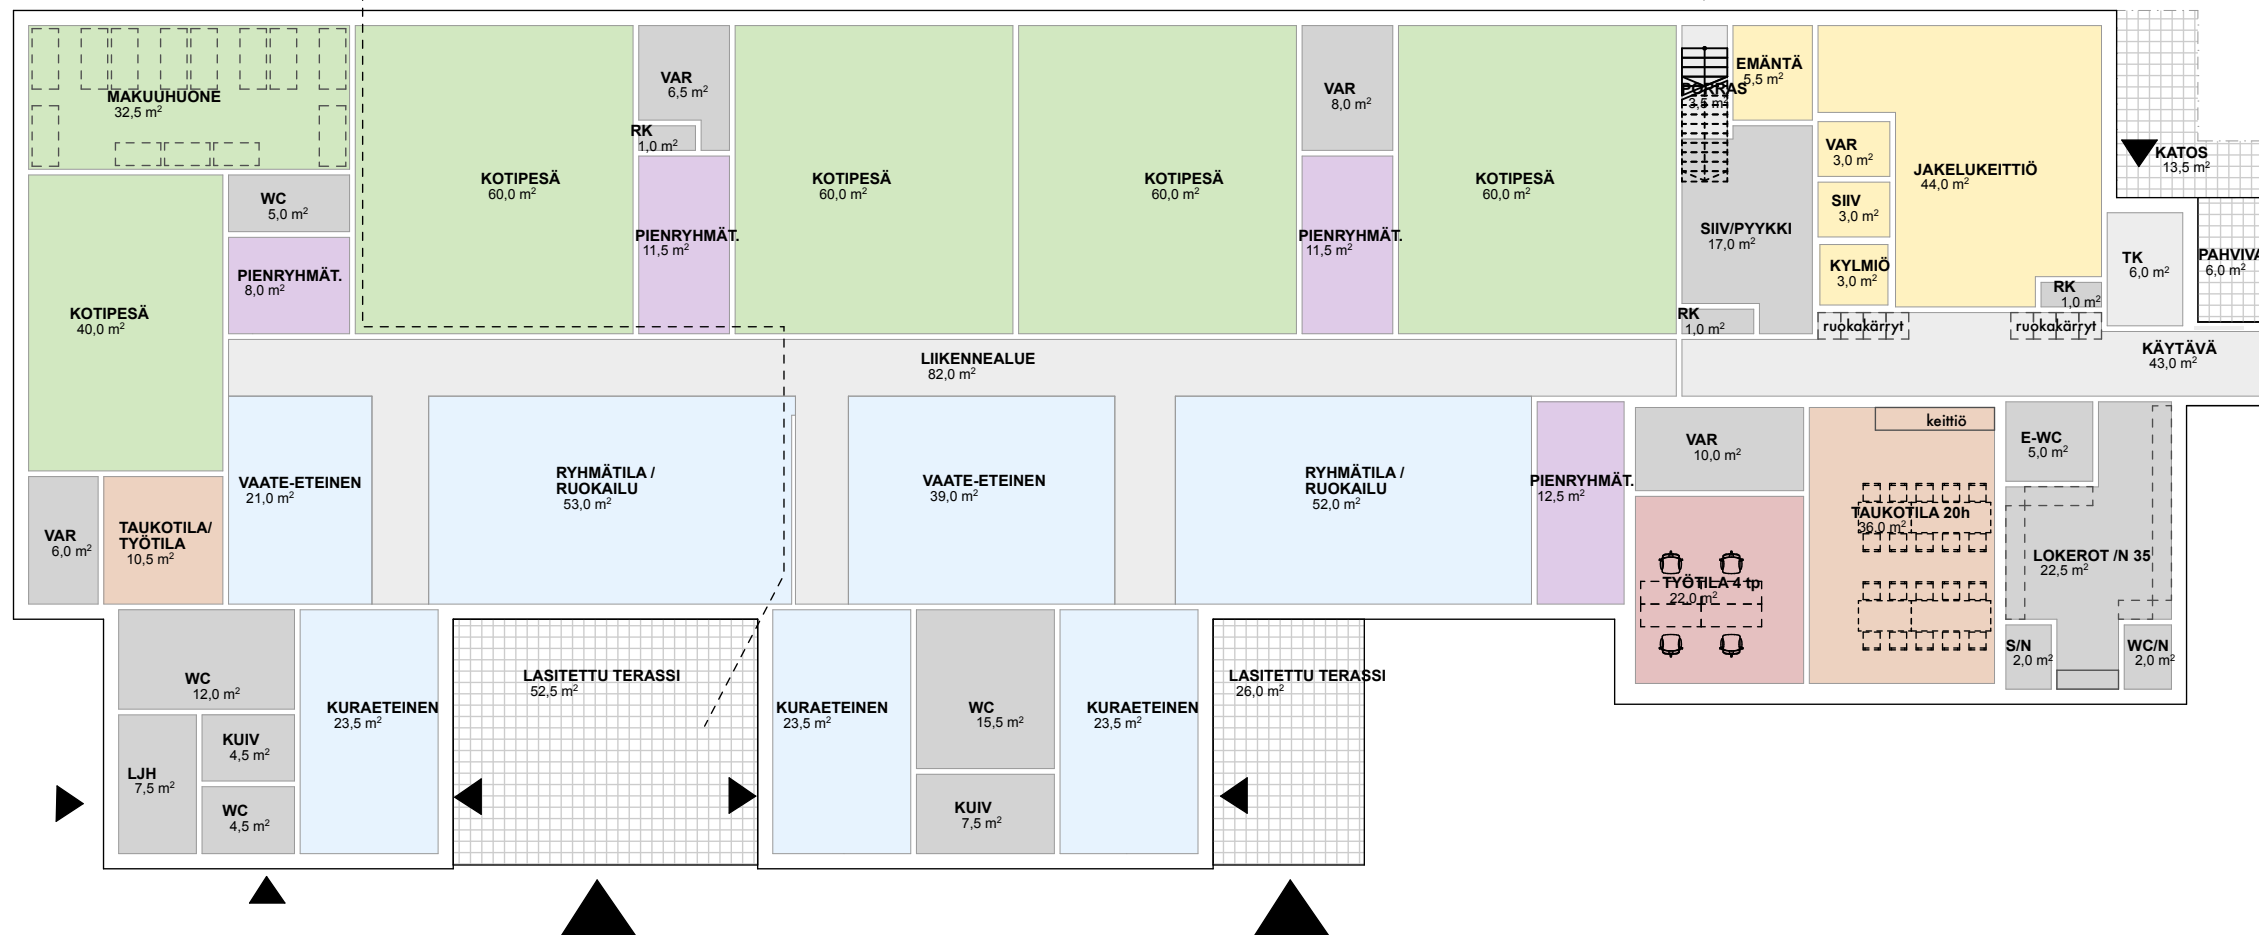 MAKUUHUONE
32,5 m²
KOTIPESÄ
60,0 m²
VAR
6,5 m²
RK
1,0 m²
PIENRYHMÄT.
11,5 m²
KOTIPESÄ
60,0 m²
KOTIPESÄ
60,0 m²
VAR
8,0 m²
PIENRYHMÄT.
11,5 m²
KOTIPESÄ
60,0 m²
PORRAS
3,5 m²
EMÄNTÄ
5,5 m²
SIIV/PYYKKI
17,0 m²
RK
1,0 m²
VAR
3,0 m²
SIIV
3,0 m²
KYLMIÖ
3,0 m²
JAKELUKEITTIÖ
44,0 m²
RK
1,0 m²
ruokakärryt
ruokakärryt
KATOS
13,5 m²
TK
6,0 m²
PAHVIVA
6,0 m²
WC
5,0 m²
PIENRYHMÄT.
8,0 m²
KOTIPESÄ
40,0 m²
LIIKENNEALUE
82,0 m²
KÄYTÄVÄ
43,0 m²
VAR
6,0 m²
TAUKOTILA/
TYÖTILA
10,5 m²
VAATE-ETEINEN
21,0 m²
RYHMÄTILA /
RUOKAILU
53,0 m²
VAATE-ETEINEN
39,0 m²
RYHMÄTILA /
RUOKAILU
52,0 m²
PIENRYHMÄT.
12,5 m²
VAR
10,0 m²
TYÖTILA 4 tp
22,0 m²
keittiö
TAUKOTILA 20h
36,0 m²
E-WC
5,0 m²
LOKEROT /N 35
22,5 m²
S/N
2,0 m²
WC/N
2,0 m²
WC
12,0 m²
LJH
7,5 m²
KUIV
4,5 m²
WC
4,5 m²
KURAETEINEN
23,5 m²
LASITETTU TERASSI
52,5 m²
KURAETEINEN
23,5 m²
WC
15,5 m²
KUIV
7,5 m²
KURAETEINEN
23,5 m²
LASITETTU TERASSI
26,0 m²